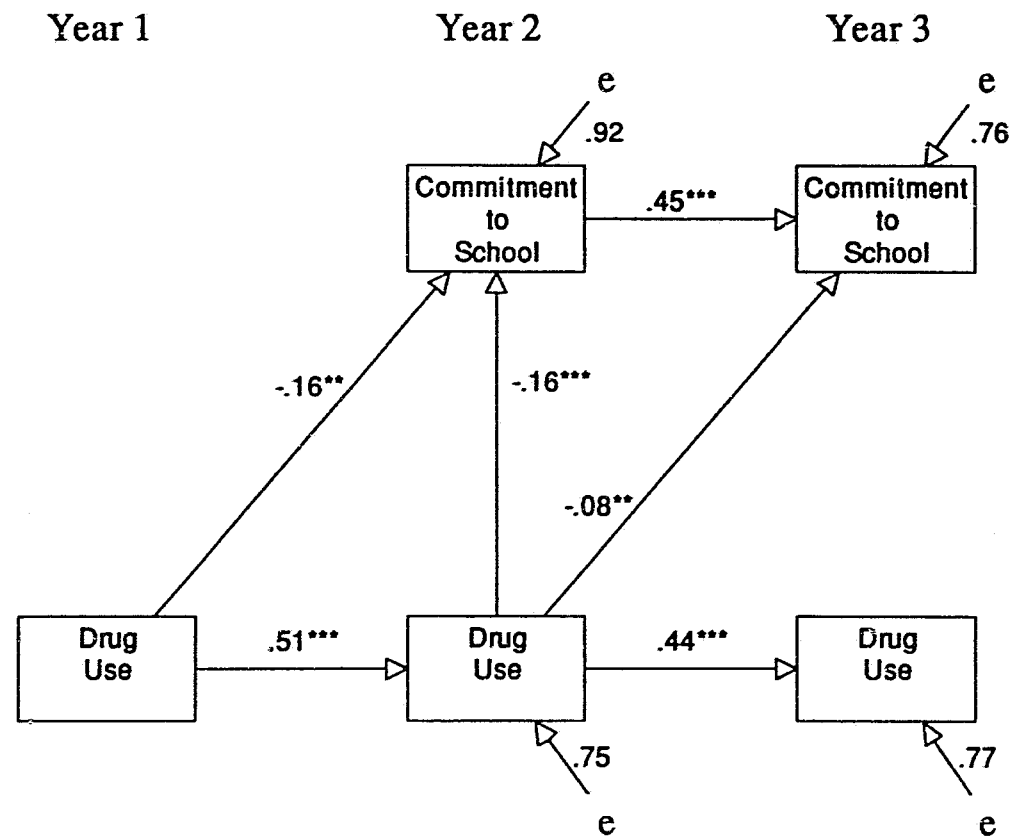 Year 1
Year 2
Year 3
e
e
.92
.76
Commitment
to
School
.45***
Commitment
to
School
-.16**
-.16***
-.08**
Drug
Use
.51***
Drug
Use
.44***
Drug
Use
.75
.77
e
e